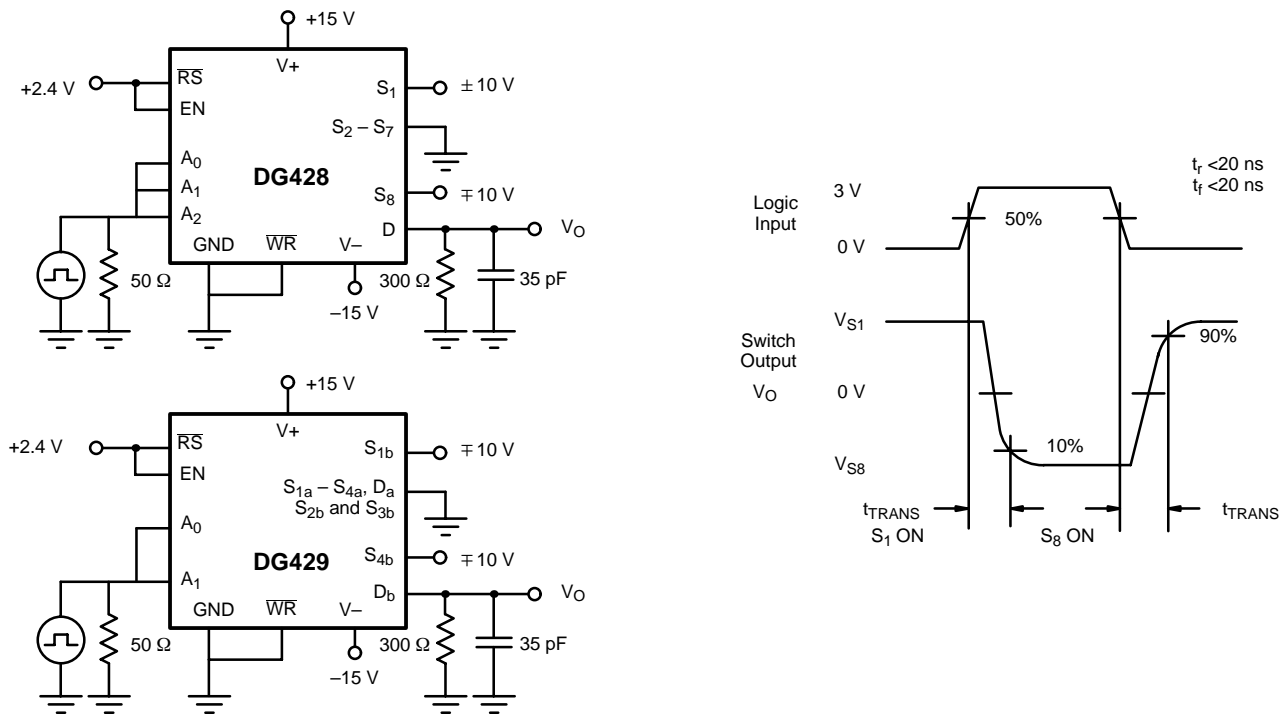 +15 V
V+
+2.4 V
RS
EN
S1
± 10 V
S2 – S7
A0
A1
A2
DG428
S8
∓ 10 V
D
VO
GND
WR
V–
50 Ω
–15 V
300 Ω
35 pF
+15 V
V+
+2.4 V
RS
EN
S1b
∓ 10 V
S1a – S4a, Da
S2b and S3b
A0
A1
DG429
S4b
∓ 10 V
Db
VO
GND
WR
V–
50 Ω
–15 V
300 Ω
35 pF
tr <20 ns
tf <20 ns
Logic
Input
3 V
50%
0 V
VS1
90%
Switch
Output
VO
0 V
10%
VS8
tTRANS
tTRANS
S1 ON
S8 ON